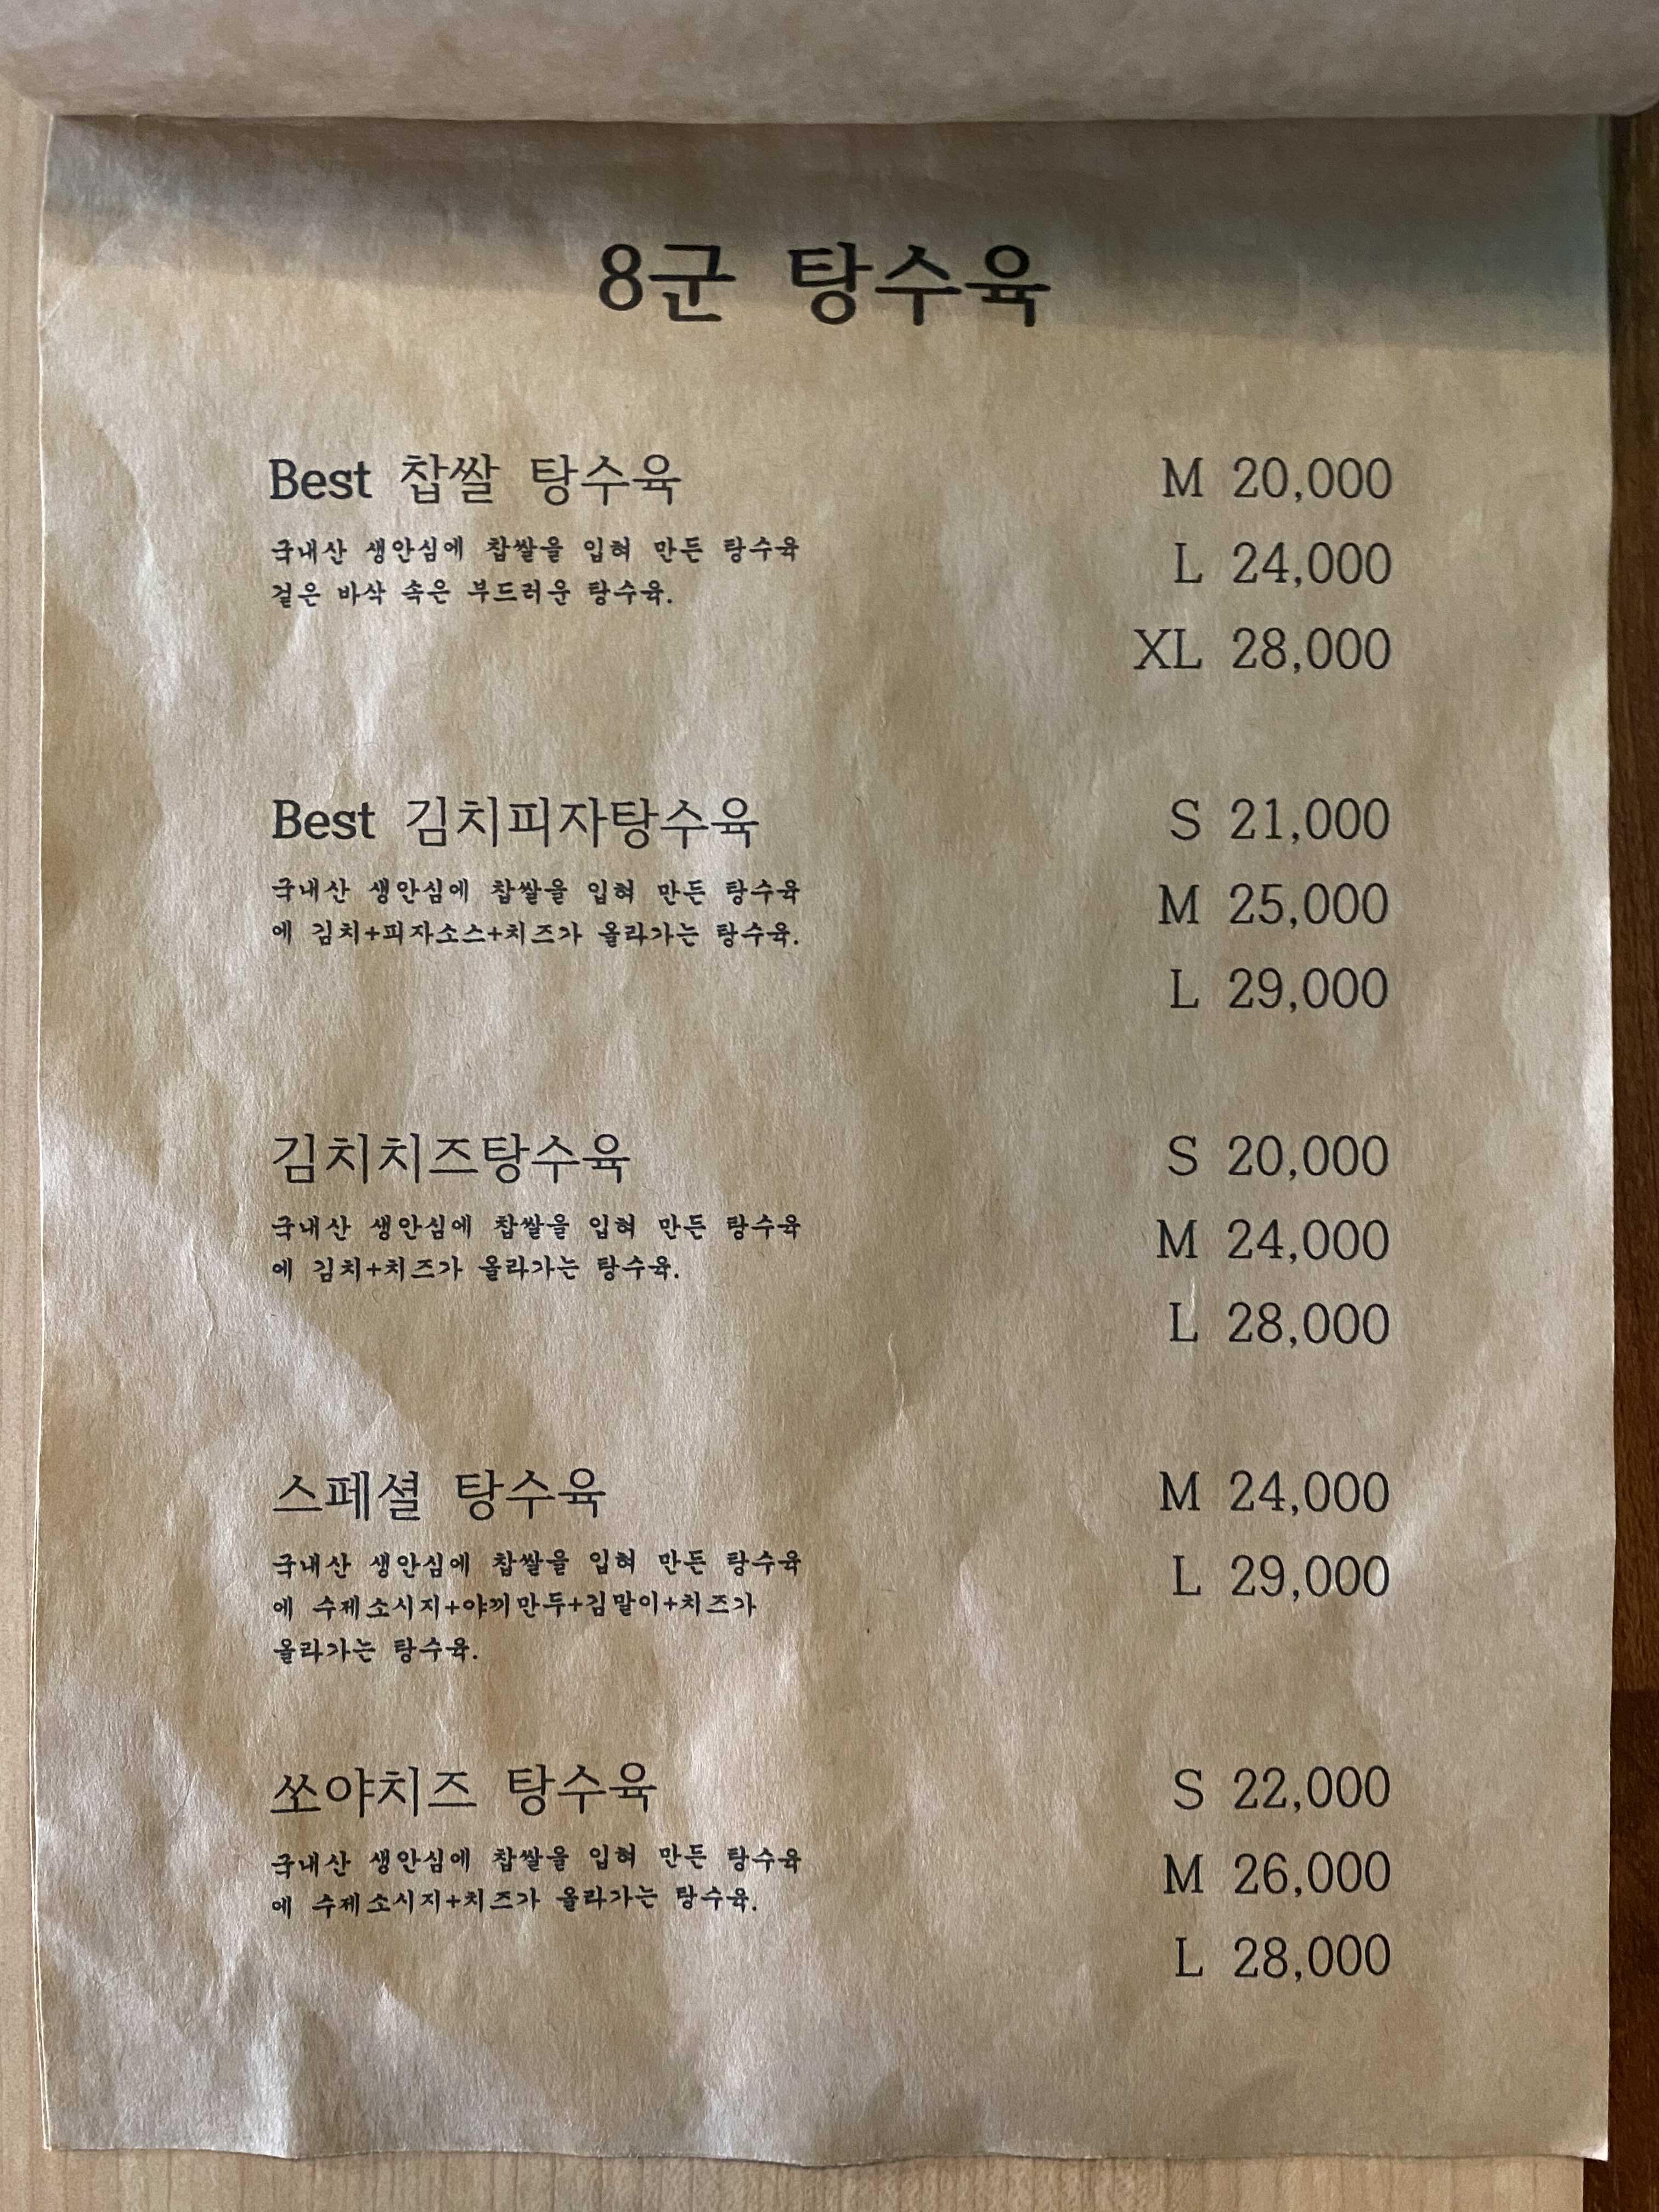 8군 탕수육
Best 찹쌀 탕수육
M 20,000
국내산 생안심에 찹쌀을 입혀 만든 탕수육
겉은 바삭 속은 부드러운 탕수육.
L 24,000
XL 28,000
Best 김치피자탕수육
S 21,000
국내산 생안심에 찹쌀을 입혀 만든 탕수육
에 김치+피자소스+치즈가 올라가는 탕수육.
M 25,000
L 29,000
김치치즈탕수육
S 20,000
국내산 생안심에 찹쌀을 입혀 만든 탕수육
에 김치+치즈가 올라가는 탕수육.
M 24,000
L 28,000
스페셜 탕수육
M 24,000
국내산 생안심에 찹쌀을 입혀 만든 탕수육
에 수제소시지+야끼만두+김말이+치즈가
올라가는 탕수육.
L 29,000
쏘야치즈 탕수육
S 22,000
국내산 생안심에 찹쌀을 입혀 만든 탕수육
에 수제소시지+치즈가 올라가는 탕수육.
M 26,000
L 28,000